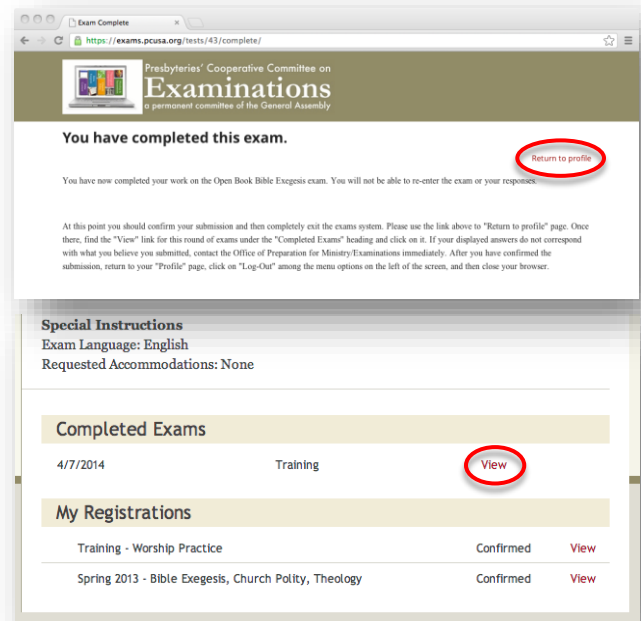 Exam Complete
https://exams.pcusa.org/tests/43/complete/
Presbyteries' Cooperative Committee on
Examinations
a permanent committee of the General Assembly
You have completed this exam.
Return to profile
You have now completed your work on the Open Book Bible Exegesis exam. You will not be able to re-enter the exam or your responses.
At this point you should confirm your submission and then completely exit the exams system. Please use the link above to "Return to profile" page. Once
there, find the "View" link for this round of exams under the "Completed Exams" heading and click on it. If your displayed answers do not correspond
with what you believe you submitted, contact the Office of Preparation for Ministry/Examinations immediately. After you have confirmed the
submission, return to your "Profile" page, click on "Log-Out" among the menu options on the left of the screen, and then close your browser.
Special Instructions
Exam Language: English
Requested Accommodations: None
Completed Exams
4/7/2014 Training View
My Registrations
Training - Worship Practice Confirmed View
Spring 2013 - Bible Exegesis, Church Polity, Theology Confirmed View